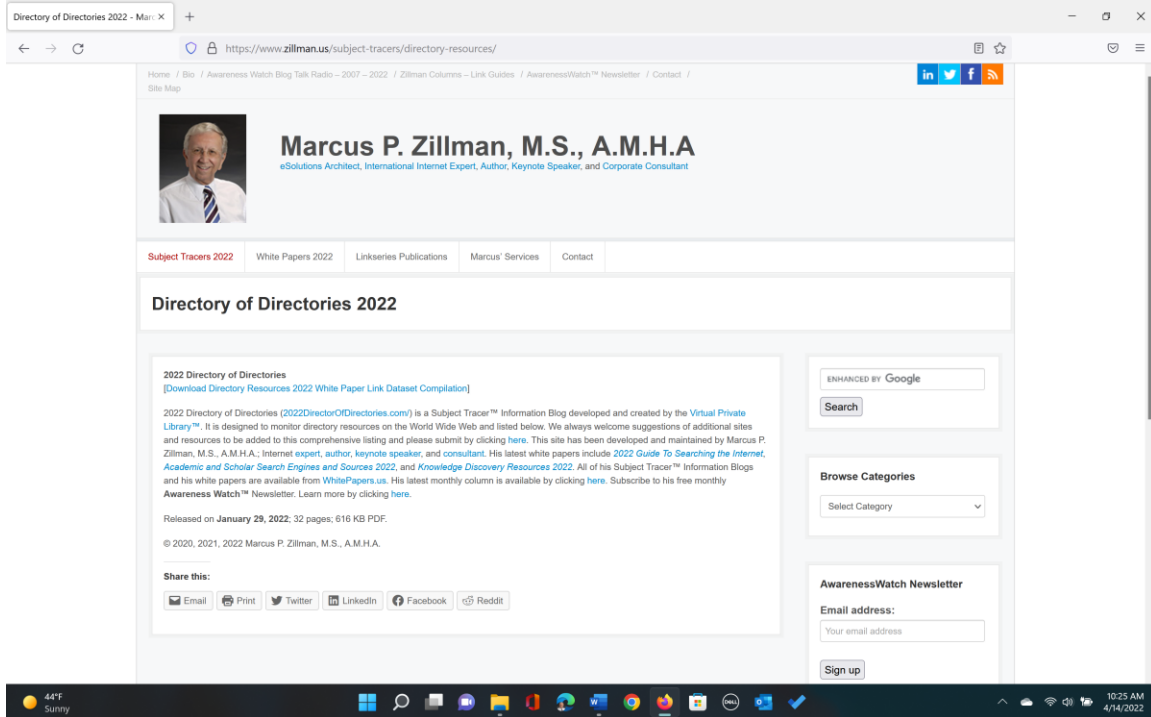 Directory of Directories 2022 - Marc
https://www.zillman.us/subject-tracers/directory-resources/
Home / Bio / Awareness Watch Blog Talk Radio – 2007 – 2022 / Zillman Columns – Link Guides / AwarenessWatch™ Newsletter / Contact /
Site Map
Marcus P. Zillman, M.S., A.M.H.A
eSolutions Architect, International Internet Expert, Author, Keynote Speaker, and Corporate Consultant
Subject Tracers 2022 White Papers 2022 Linkseries Publications Marcus' Services Contact
Directory of Directories 2022
2022 Directory of Directories
[Download Directory Resources 2022 White Paper Link Dataset Compilation]
2022 Directory of Directories (2022DirectorOfDirectories.com/) is a Subject Tracer™ Information Blog developed and created by the Virtual Private
Library™. It is designed to monitor directory resources on the World Wide Web and listed below. We always welcome suggestions of additional sites
and resources to be added to this comprehensive listing and please submit by clicking here. This site has been developed and maintained by Marcus P.
Zillman, M.S., A.M.H.A.; Internet expert, author, keynote speaker, and consultant. His latest white papers include 2022 Guide To Searching the Internet,
Academic and Scholar Search Engines and Sources 2022, and Knowledge Discovery Resources 2022. All of his Subject Tracer™ Information Blogs
and his white papers are available from WhitePapers.us. His latest monthly column is available by clicking here. Subscribe to his free monthly
Awareness Watch™ Newsletter. Learn more by clicking here.
Released on January 29, 2022; 32 pages; 616 KB PDF.
© 2020, 2021, 2022 Marcus P. Zillman, M.S., A.M.H.A.
Share this:
Email Print Twitter LinkedIn Facebook Reddit
ENHANCED BY Google
Search
Browse Categories
Select Category
AwarenessWatch Newsletter
Email address:
Your email address
Sign up
44°F
Sunny
DELL
10:25 AM
4/14/2022